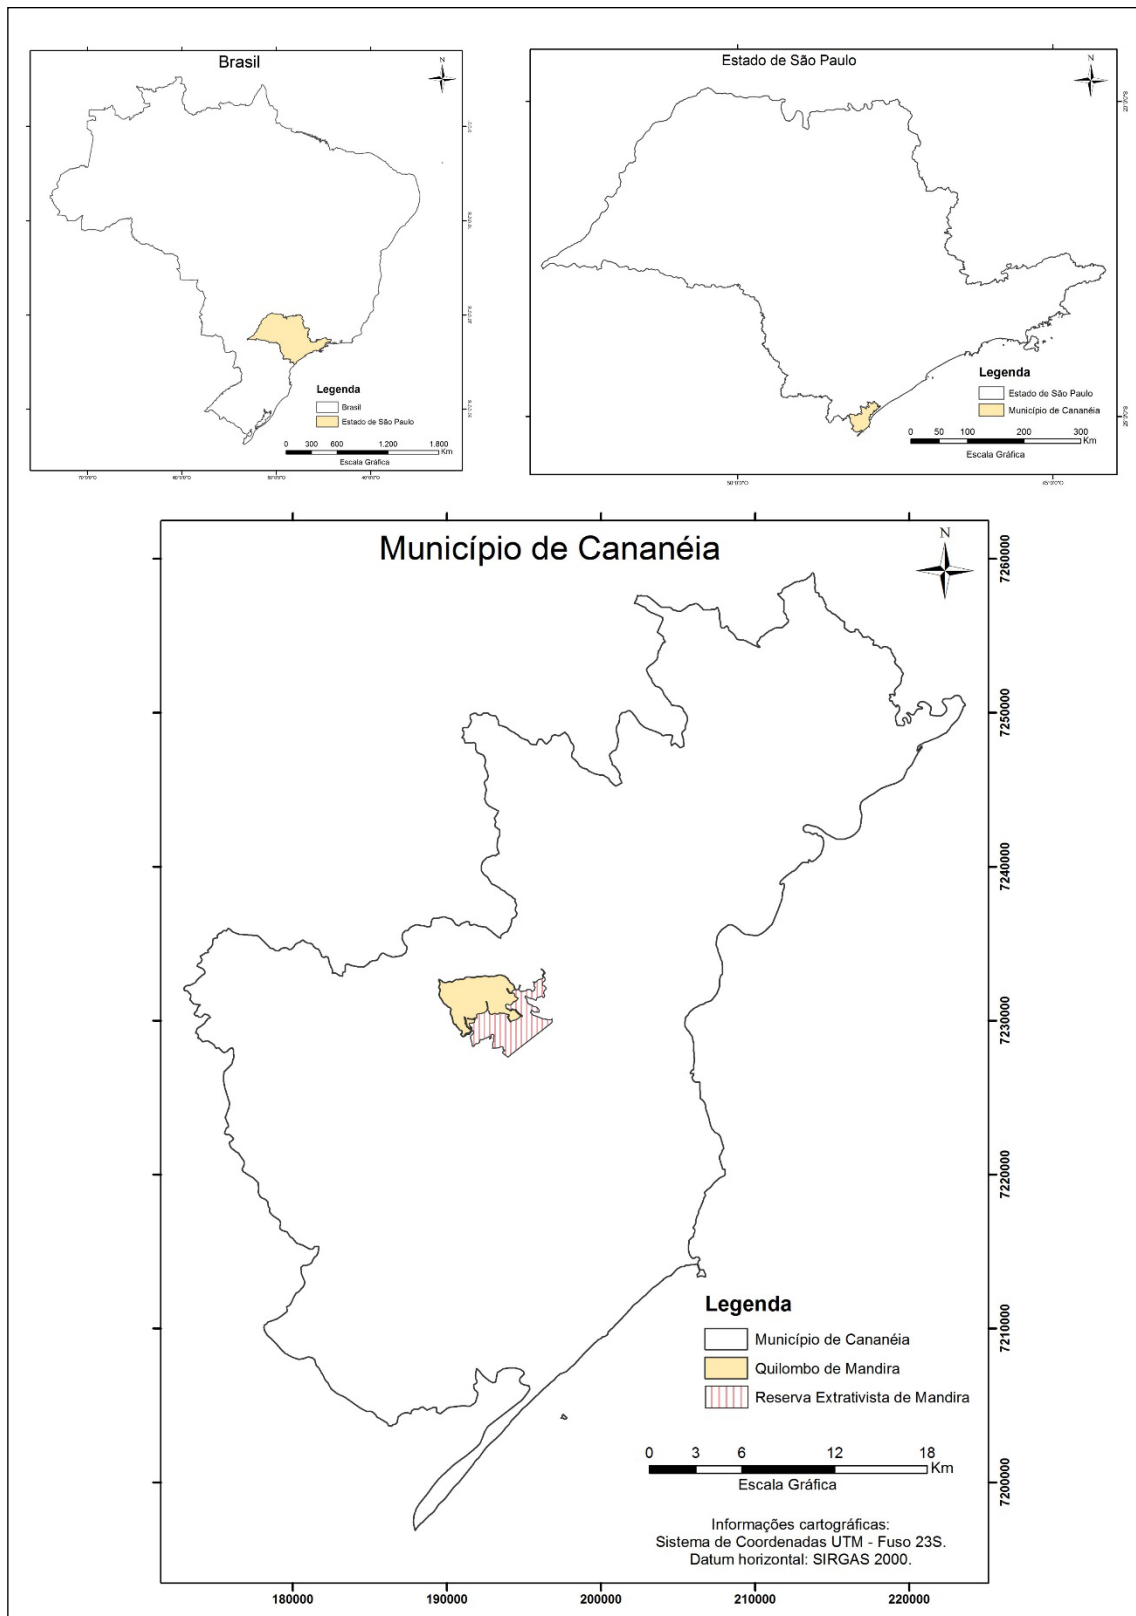 Brasil
N
Legenda
Brasil
Estado de São Paulo
0 300 600 1.200 1.800
Km
Escala Gráfica
Estado de São Paulo
N
Legenda
Estado de São Paulo
Município de Cananéia
0 50 100 200 300
Km
Escala Gráfica
Município de Cananéia
N
7260000
7250000
7240000
7230000
7220000
7210000
7200000
Legenda
Município de Cananéia
Quilombo de Mandira
Reserva Extrativista de Mandira
0 3 6 12 18
Km
Escala Gráfica
Informações cartográficas:
Sistema de Coordenadas UTM - Fuso 23S.
Datum horizontal: SIRGAS 2000.
180000 190000 200000 210000 220000